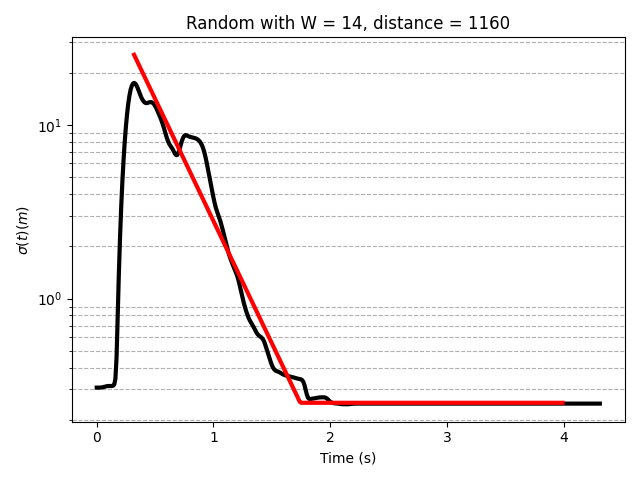 Random with W = 14, distance = 1160
σ(t)(m)
10¹
10⁰
0 1 2 3 4
Time (s)